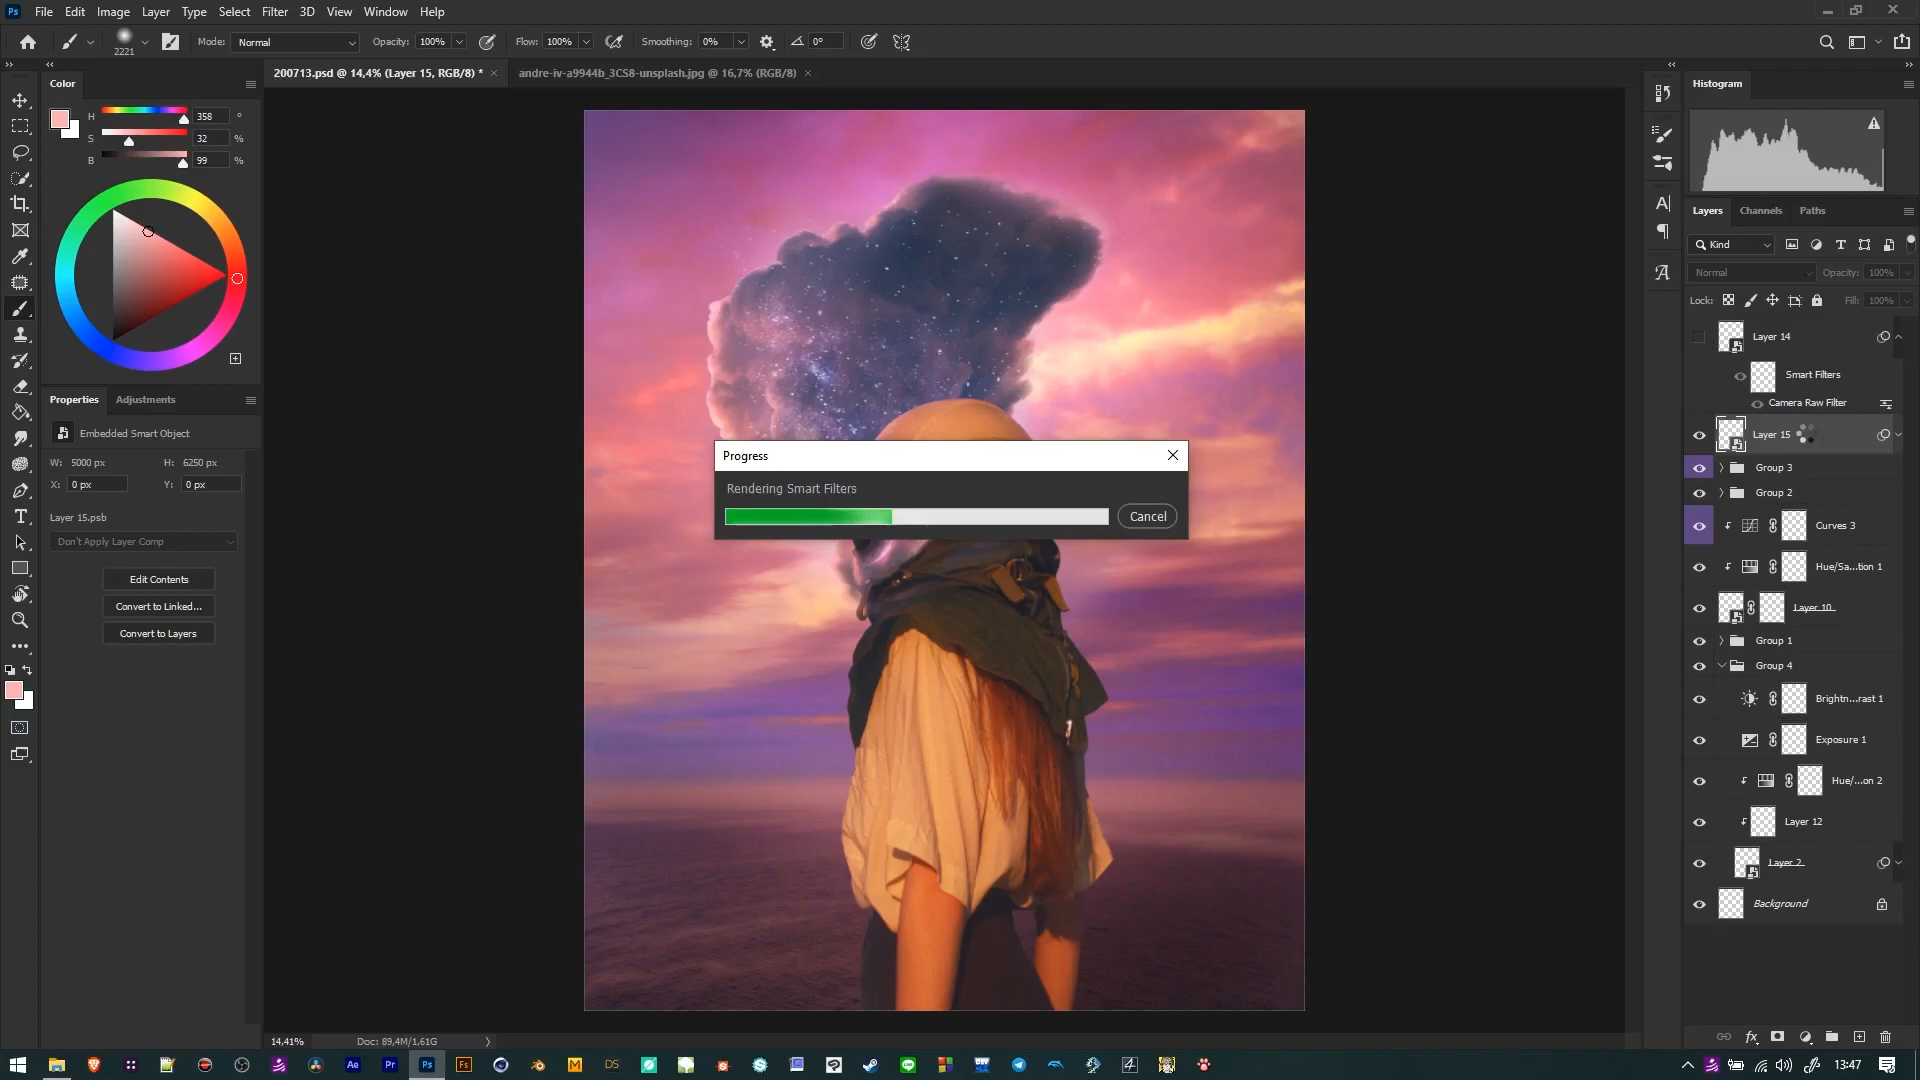 Ps File Edit Image Layer Type Select Filter 3D View Window Help
2221 Mode: Normal Opacity: 100% Flow: 100% Smoothing: 0% 0°
Color
H 358 °
S 32 %
B 99 %
Properties Adjustments
Embedded Smart Object
W: 5000 px H: 6250 px
X: 0 px Y: 0 px
Layer 15.psb
Don't Apply Layer Comp
Edit Contents
Convert to Linked...
Convert to Layers
200713.psd @ 14,4% (Layer 15, RGB/8) * andre-iv-a9944b_3CS8-unsplash.jpg @ 16,7% (RGB/8)
Progress
Rendering Smart Filters
Cancel
14,41% Doc: 89,4M/1,61G
Histogram
Layers Channels Paths
Kind
Normal Opacity: 100%
Lock: Fill: 100%
Layer 14
Smart Filters
Camera Raw Filter
Layer 15
Group 3
Group 2
Curves 3
Hue/Sa...tion 1
Layer 10
Group 1
Group 4
Brightn...rast 1
Exposure 1
Hue/...on 2
Layer 12
Layer 2
Background
fx
Ae Pr Ps Fs M DS 13:47